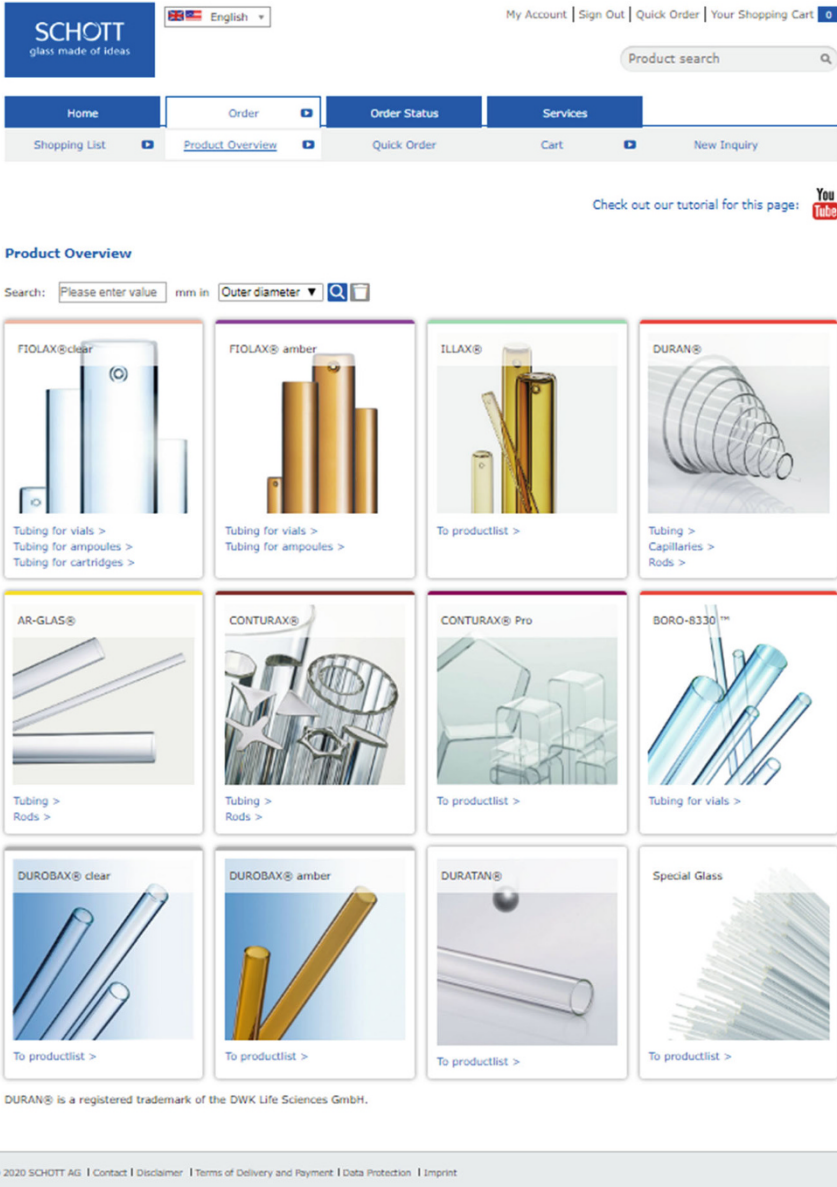 SCHOTT
glass made of ideas
English
My Account | Sign Out | Quick Order | Your Shopping Cart 0
Product search
Home
Order
Order Status
Services
Shopping List
Product Overview
Quick Order
Cart
New Inquiry
Check out our tutorial for this page:
You
Tube
Product Overview
Search: Please enter value mm in Outer diameter ▼
FIOLAX®clear
Tubing for vials >
Tubing for ampoules >
Tubing for cartridges >
FIOLAX® amber
Tubing for vials >
Tubing for ampoules >
ILLAX®
To productlist >
DURAN®
Tubing >
Capillaries >
Rods >
AR-GLAS®
Tubing >
Rods >
CONTURAX®
Tubing >
Rods >
CONTURAX® Pro
To productlist >
BORO-8330 ™
Tubing for vials >
DUROBAX® clear
To productlist >
DUROBAX® amber
To productlist >
DURATAN®
To productlist >
Special Glass
To productlist >
DURAN® is a registered trademark of the DWK Life Sciences GmbH.
2020 SCHOTT AG | Contact | Disclaimer | Terms of Delivery and Payment | Data Protection | Imprint